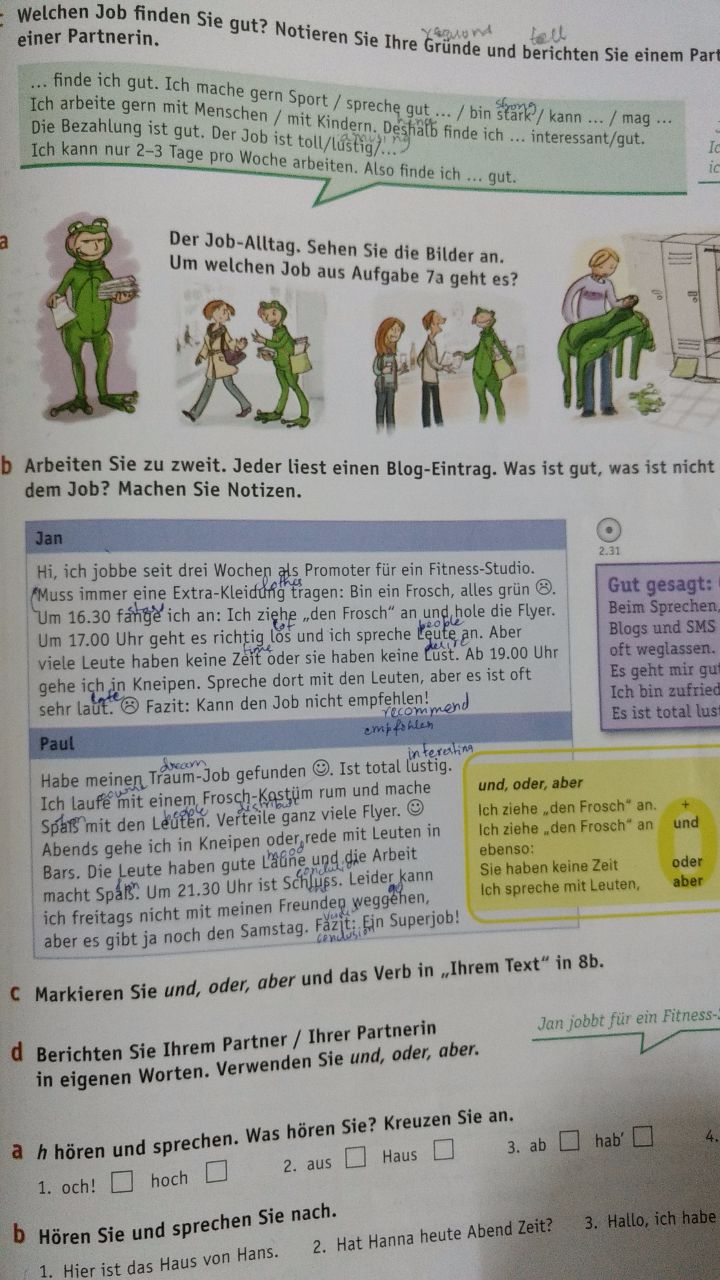 Welchen Job finden Sie gut? Notieren Sie Ihre Gründe und berichten Sie einem Part
tell
einer Partnerin.
... finde ich gut. Ich mache gern Sport / spreche gut ... / bin stark / kann ... / mag ...
strong
Ich arbeite gern mit Menschen / mit Kindern. Deshalb finde ich ... interessant/gut.
Die Bezahlung ist gut. Der Job ist toll/lustig/...
amusing
Ich kann nur 2–3 Tage pro Woche arbeiten. Also finde ich ... gut.
a
Der Job-Alltag. Sehen Sie die Bilder an.
Um welchen Job aus Aufgabe 7a geht es?
b Arbeiten Sie zu zweit. Jeder liest einen Blog-Eintrag. Was ist gut, was ist nicht
dem Job? Machen Sie Notizen.
Jan
Hi, ich jobbe seit drei Wochen als Promoter für ein Fitness-Studio.
clothes
Muss immer eine Extra-Kleidung tragen: Bin ein Frosch, alles grün ☹.
start
Um 16.30 fange ich an: Ich ziehe „den Frosch“ an und hole die Flyer.
lot people
Um 17.00 Uhr geht es richtig los und ich spreche Leute an. Aber
time desire
viele Leute haben keine Zeit oder sie haben keine Lust. Ab 19.00 Uhr
gehe ich in Kneipen. Spreche dort mit den Leuten, aber es ist oft
sehr laut. ☹ Fazit: Kann den Job nicht empfehlen!
recommend
empfohlen
Paul
dream interesting
Habe meinen Traum-Job gefunden ☺. Ist total lustig.
Ich laufe mit einem Frosch-Kostüm rum und mache
people distribute
Spaß mit den Leuten. Verteile ganz viele Flyer. ☺
Abends gehe ich in Kneipen oder rede mit Leuten in
mood
Bars. Die Leute haben gute Laune und die Arbeit
fun conclusion
macht Spaß. Um 21.30 Uhr ist Schluss. Leider kann
go
ich freitags nicht mit meinen Freunden weggehen,
aber es gibt ja noch den Samstag. Fazit: Ein Superjob!
conclusion
2.31
Gut gesagt:
Beim Sprechen,
Blogs und SMS
oft weglassen.
Es geht mir gut
Ich bin zufried
Es ist total lust
und, oder, aber
Ich ziehe „den Frosch“ an. +
Ich ziehe „den Frosch“ an und
ebenso:
Sie haben keine Zeit oder
Ich spreche mit Leuten, aber
c Markieren Sie und, oder, aber und das Verb in „Ihrem Text“ in 8b.
d Berichten Sie Ihrem Partner / Ihrer Partnerin
in eigenen Worten. Verwenden Sie und, oder, aber.
Jan jobbt für ein Fitness-
a h hören und sprechen. Was hören Sie? Kreuzen Sie an.
1. och! ☐ hoch ☐ 2. aus ☐ Haus ☐ 3. ab ☐ hab’ ☐ 4.
b Hören Sie und sprechen Sie nach.
1. Hier ist das Haus von Hans. 2. Hat Hanna heute Abend Zeit? 3. Hallo, ich habe